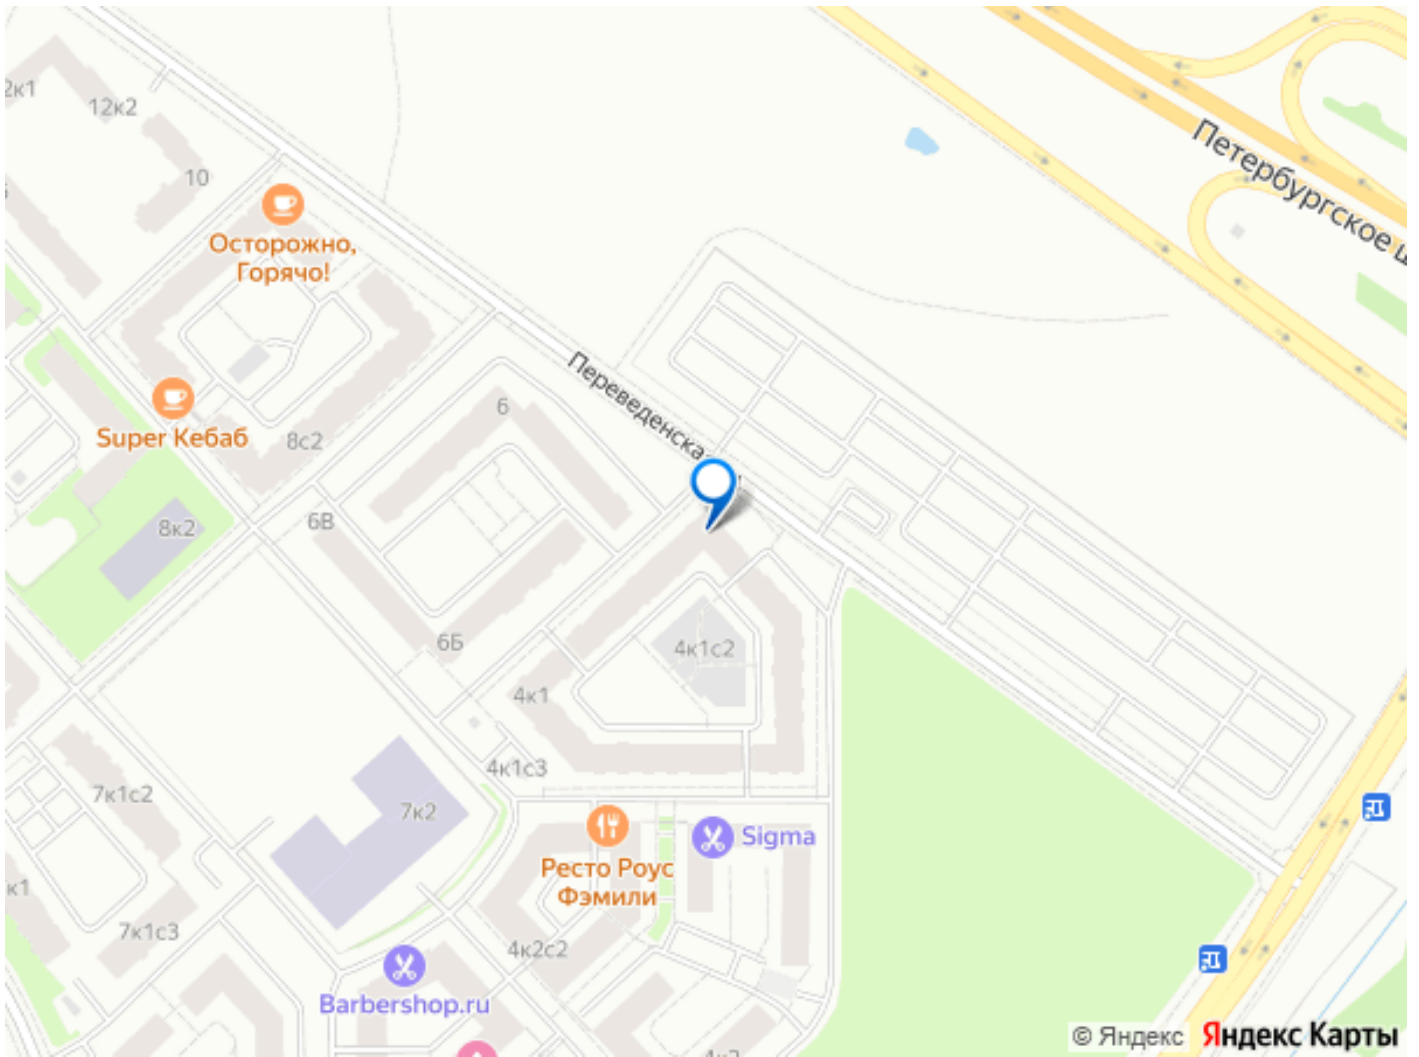 2к1
12к2
10
Осторожно,
Горячо!
Петербургское ш
Переведенска
6
Super Кебаб
8с2
6В
8к2
6Б
4к1с2
4к1
4к1с3
7к1с2
7к2
Sigma
Ресто Роус
Фэмили
к1
7к1с3
4к2с2
Barbershop.ru
© Яндекс
Яндекс Карты